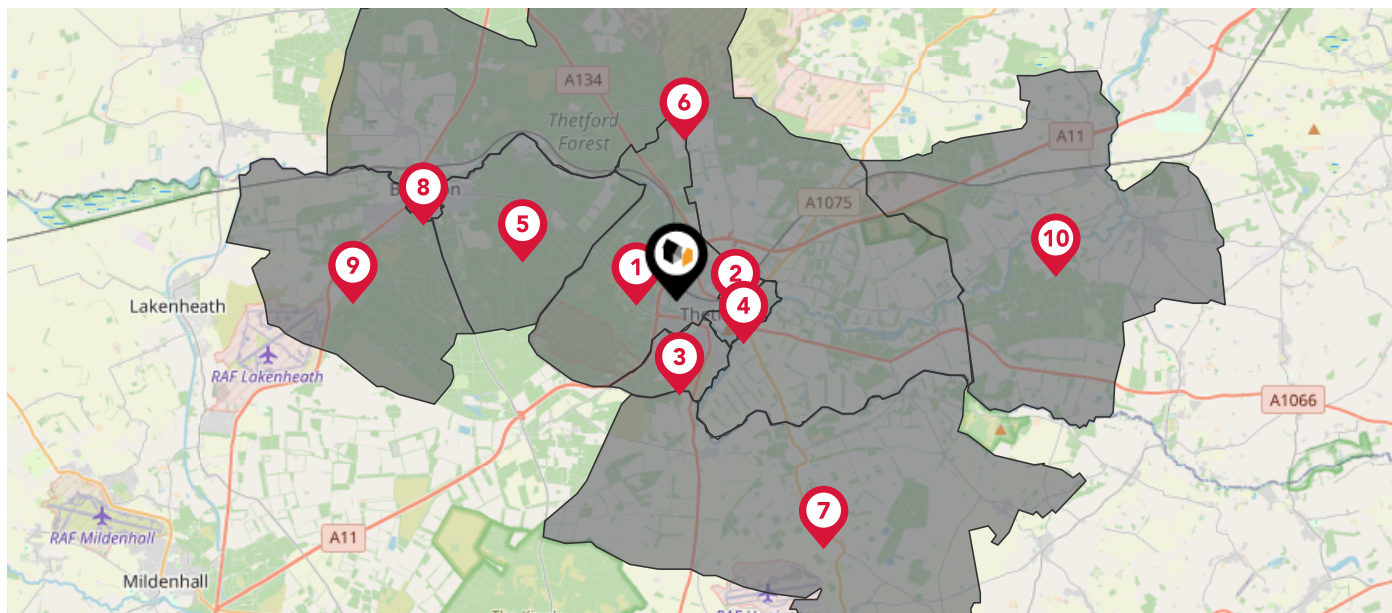 A134
6
Thetford
Forest
A11
8
A1075
5
10
9
1
2
Lakenheath
4
3
RAF Lakenheath
A1066
7
A11
RAF Mildenhall
Mildenhall